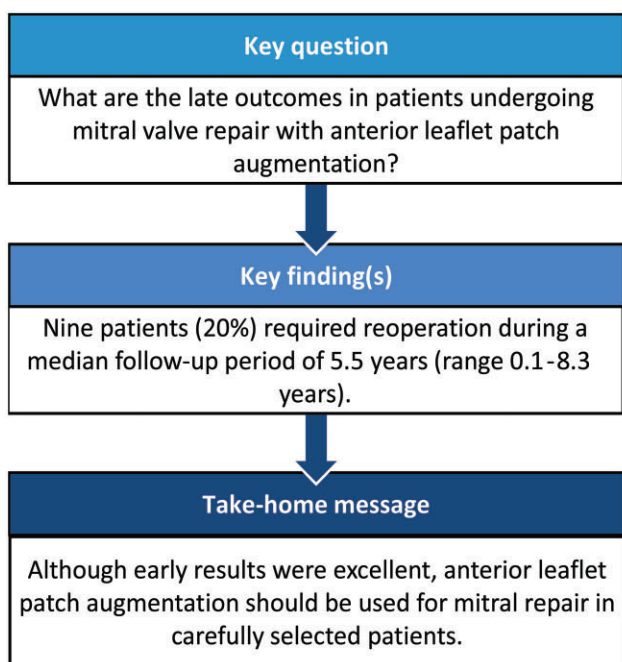 Key question
What are the late outcomes in patients undergoing
mitral valve repair with anterior leaflet patch
augmentation?
Key finding(s)
Nine patients (20%) required reoperation during a
median follow-up period of 5.5 years (range 0.1-8.3
years).
Take-home message
Although early results were excellent, anterior leaflet
patch augmentation should be used for mitral repair in
carefully selected patients.